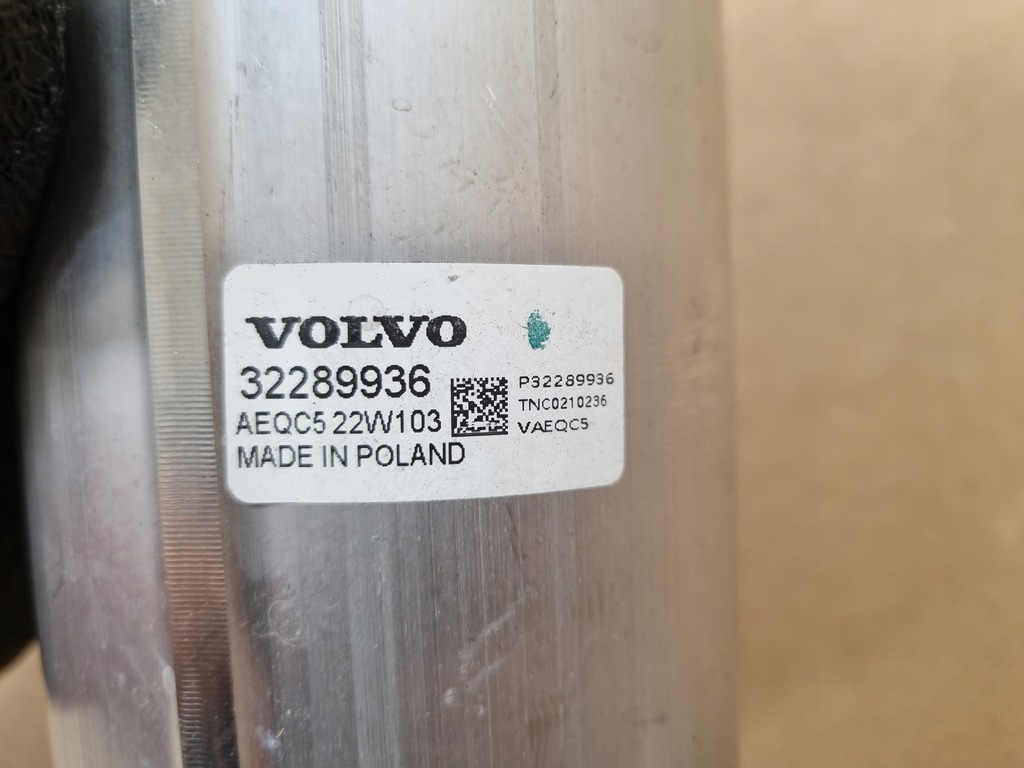 VOLVO
32289936
AEQC5 22W103
MADE IN POLAND
P32289936
TNC0210236
VAEQC5